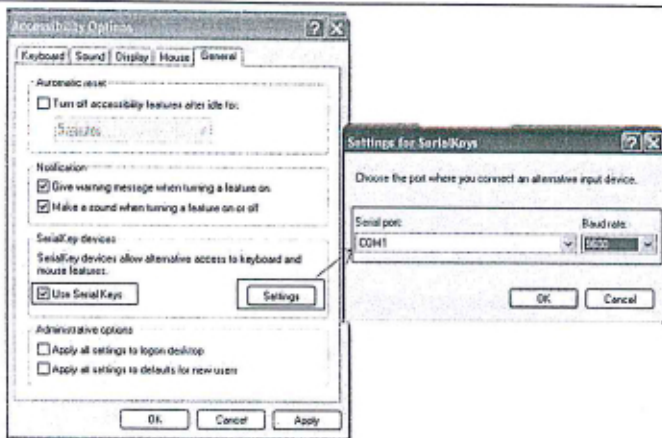 Accessibility Options
Keyboard Sound Display Mouse General
Automatic reset
Turn off accessibility features after idle for:
5 minutes
Notification
Give warning message when turning a feature on
Make a sound when turning a feature on or off
SerialKey devices
SerialKey devices allow alternative access to keyboard and
mouse features.
Use Serial Keys
Settings
Administrative options
Apply all settings to logon desktop
Apply all settings to defaults for new users
OK Cancel Apply
Settings for SerialKeys
Choose the port where you connect an alternative input device.
Serial port: Baud rate:
COM1 9600
OK Cancel